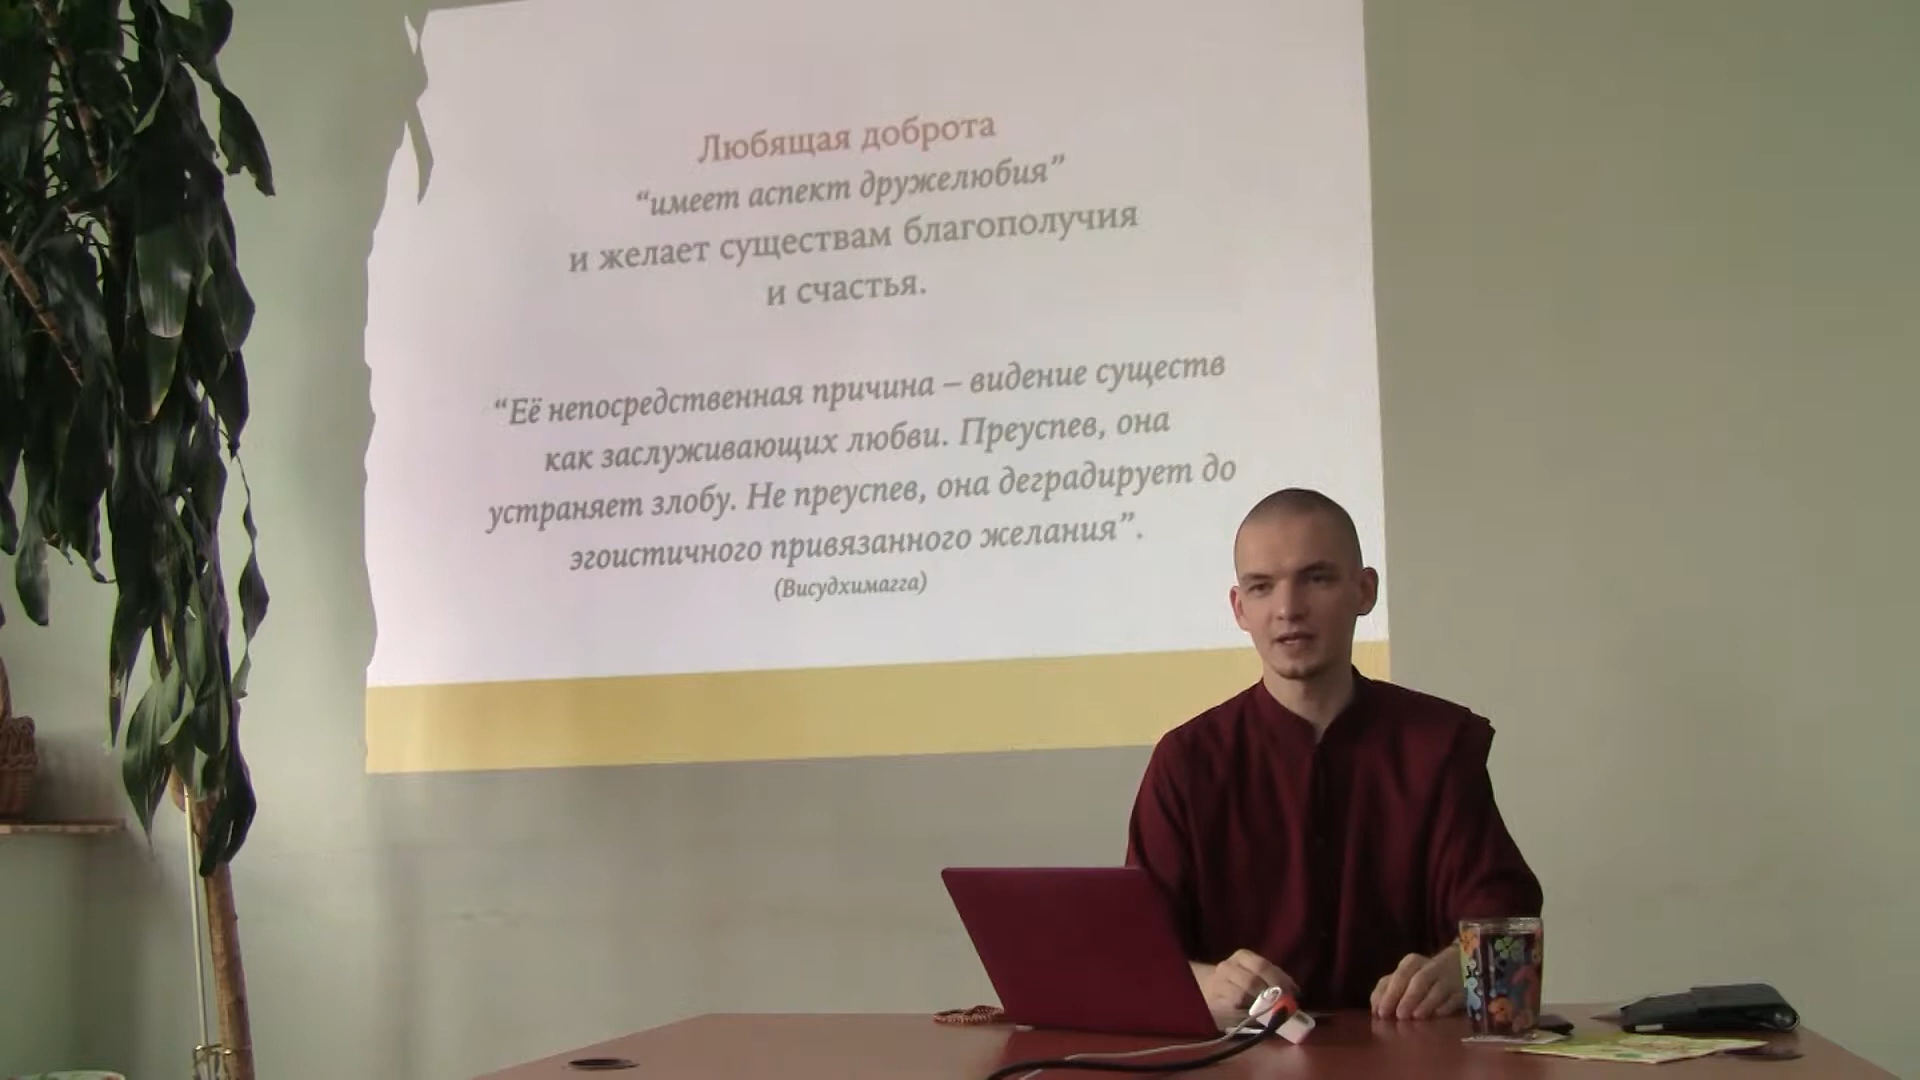 Любящая доброта
“имеет аспект дружелюбия”
и желает существам благополучия
и счастья.
“Её непосредственная причина – видение существ
как заслуживающих любви. Преуспев, она
устраняет злобу. Не преуспев, она деградирует до
эгоистичного привязанного желания”.
(Висудхимагга)